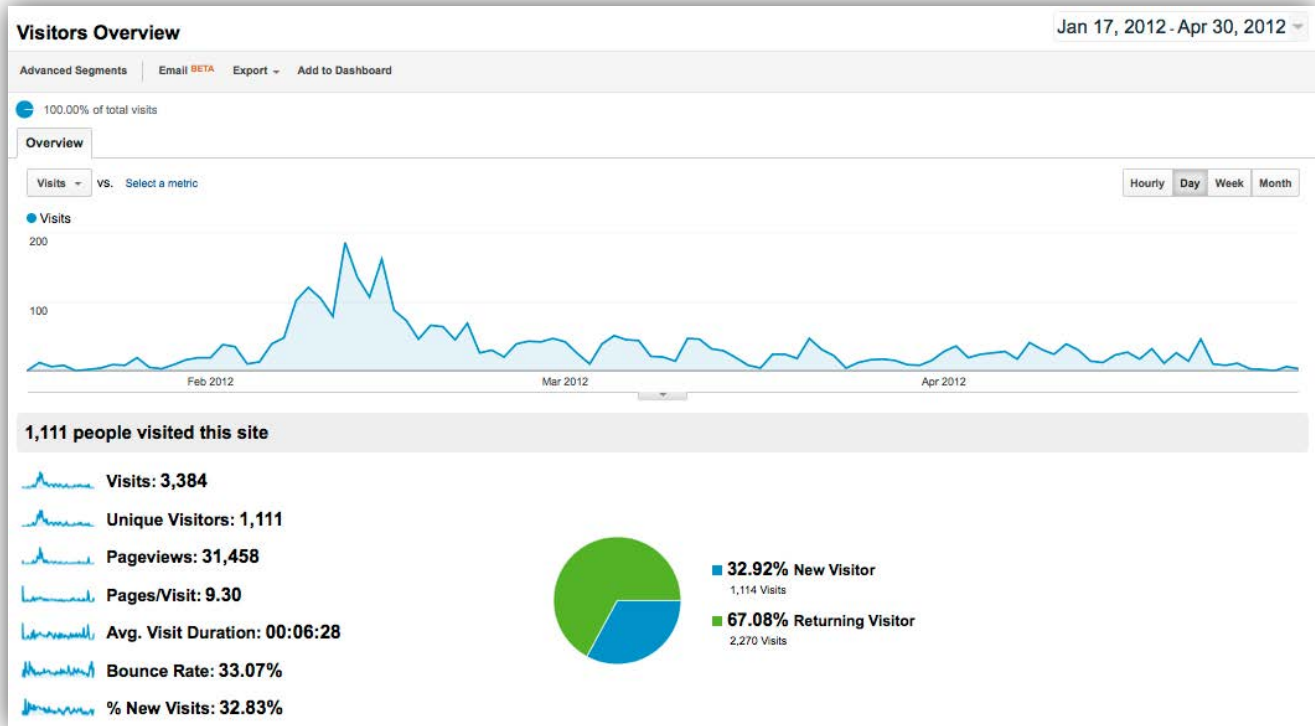 Visitors Overview
Jan 17, 2012 - Apr 30, 2012
Advanced Segments Email BETA Export Add to Dashboard
100.00% of total visits
Overview
Visits VS. Select a metric
Hourly Day Week Month
Visits
200
100
Feb 2012 Mar 2012 Apr 2012
1,111 people visited this site
Visits: 3,384
Unique Visitors: 1,111
Pageviews: 31,458
Pages/Visit: 9.30
Avg. Visit Duration: 00:06:28
Bounce Rate: 33.07%
% New Visits: 32.83%
32.92% New Visitor
1,114 Visits
67.08% Returning Visitor
2,270 Visits